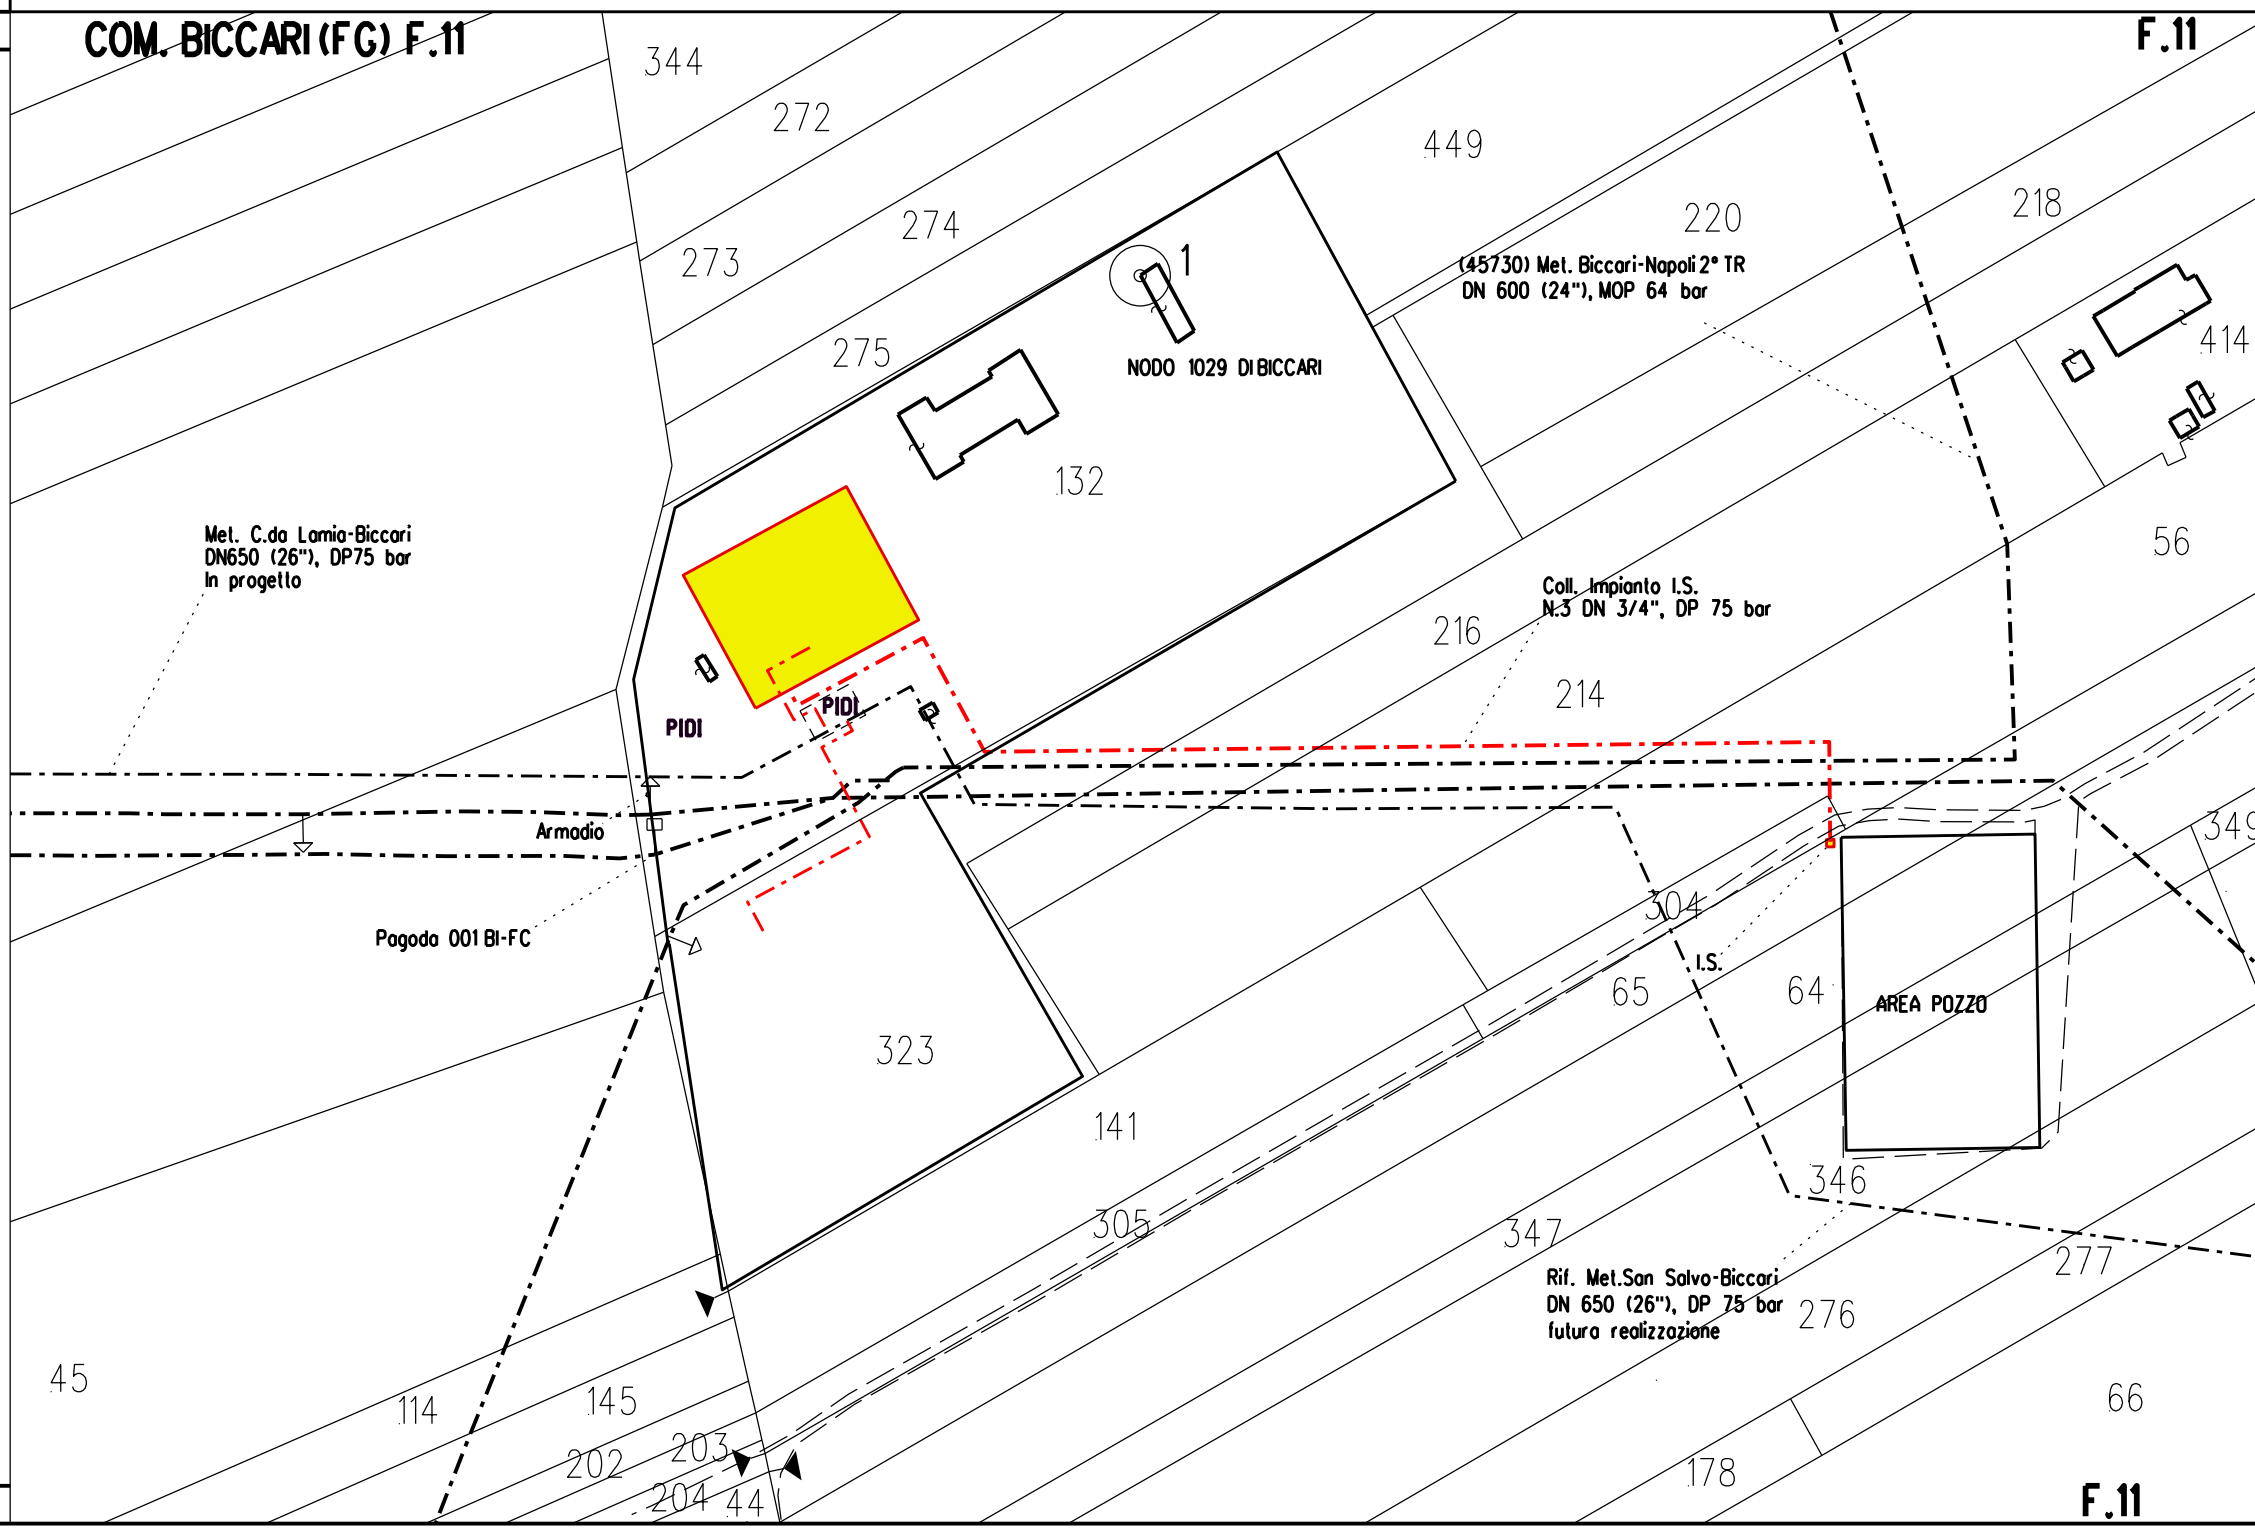 COM. BICCARI (FG) F.11
F.11
344
272
449
274
220
218
273
1
(45730) Met. Biccari-Napoli 2° TR
DN 600 (24"), MOP 64 bar
275
414
NODO 1029 DI BICCARI
132
Met. C.da Lamia-Biccari
DN650 (26"), DP75 bar
In progetto
56
Coll. Impianto I.S.
N.3 DN 3/4", DP 75 bar
216
214
PIDI
PIDI
Armadio
349
304
Pagoda 001 BI-FC
I.S.
65
64
AREA POZZO
323
141
346
305
347
277
Rif. Met.San Salvo-Biccari
DN 650 (26"), DP 75 bar
futura realizzazione
276
45
114
145
66
203
202
178
204
44
F.11